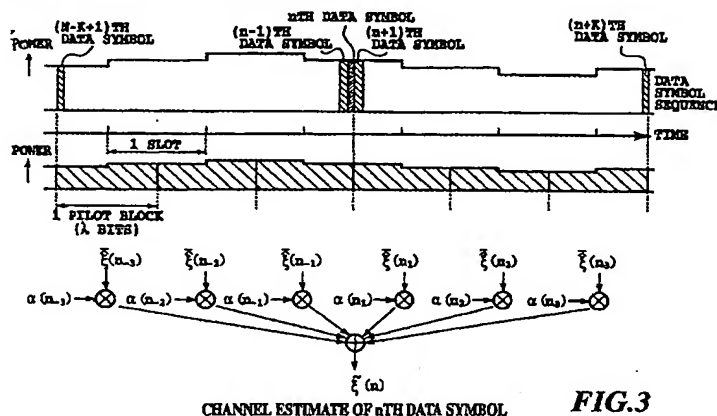 (N-K+1)TH
DATA SYMBOL
POWER
nTH DATA SYMBOL
(n-1)TH
DATA SYMBOL
(n+1)TH
DATA SYMBOL
(n+K)TH
DATA SYMBOL
DATA
SYMBOL
SEQUENCE
TIME
1 SLOT
POWER
1 PILOT BLOCK
(λ BITS)
ξ̄(n₋₃) ξ̄(n₋₂) ξ̄(n₋₁) ξ̄(n₁) ξ̄(n₂) ξ̄(n₃)
α(n₋₃) α(n₋₂) α(n₋₁) α(n₁) α(n₂) α(n₃)
ξ̃(n)
CHANNEL ESTIMATE OF nTH DATA SYMBOL
FIG.3